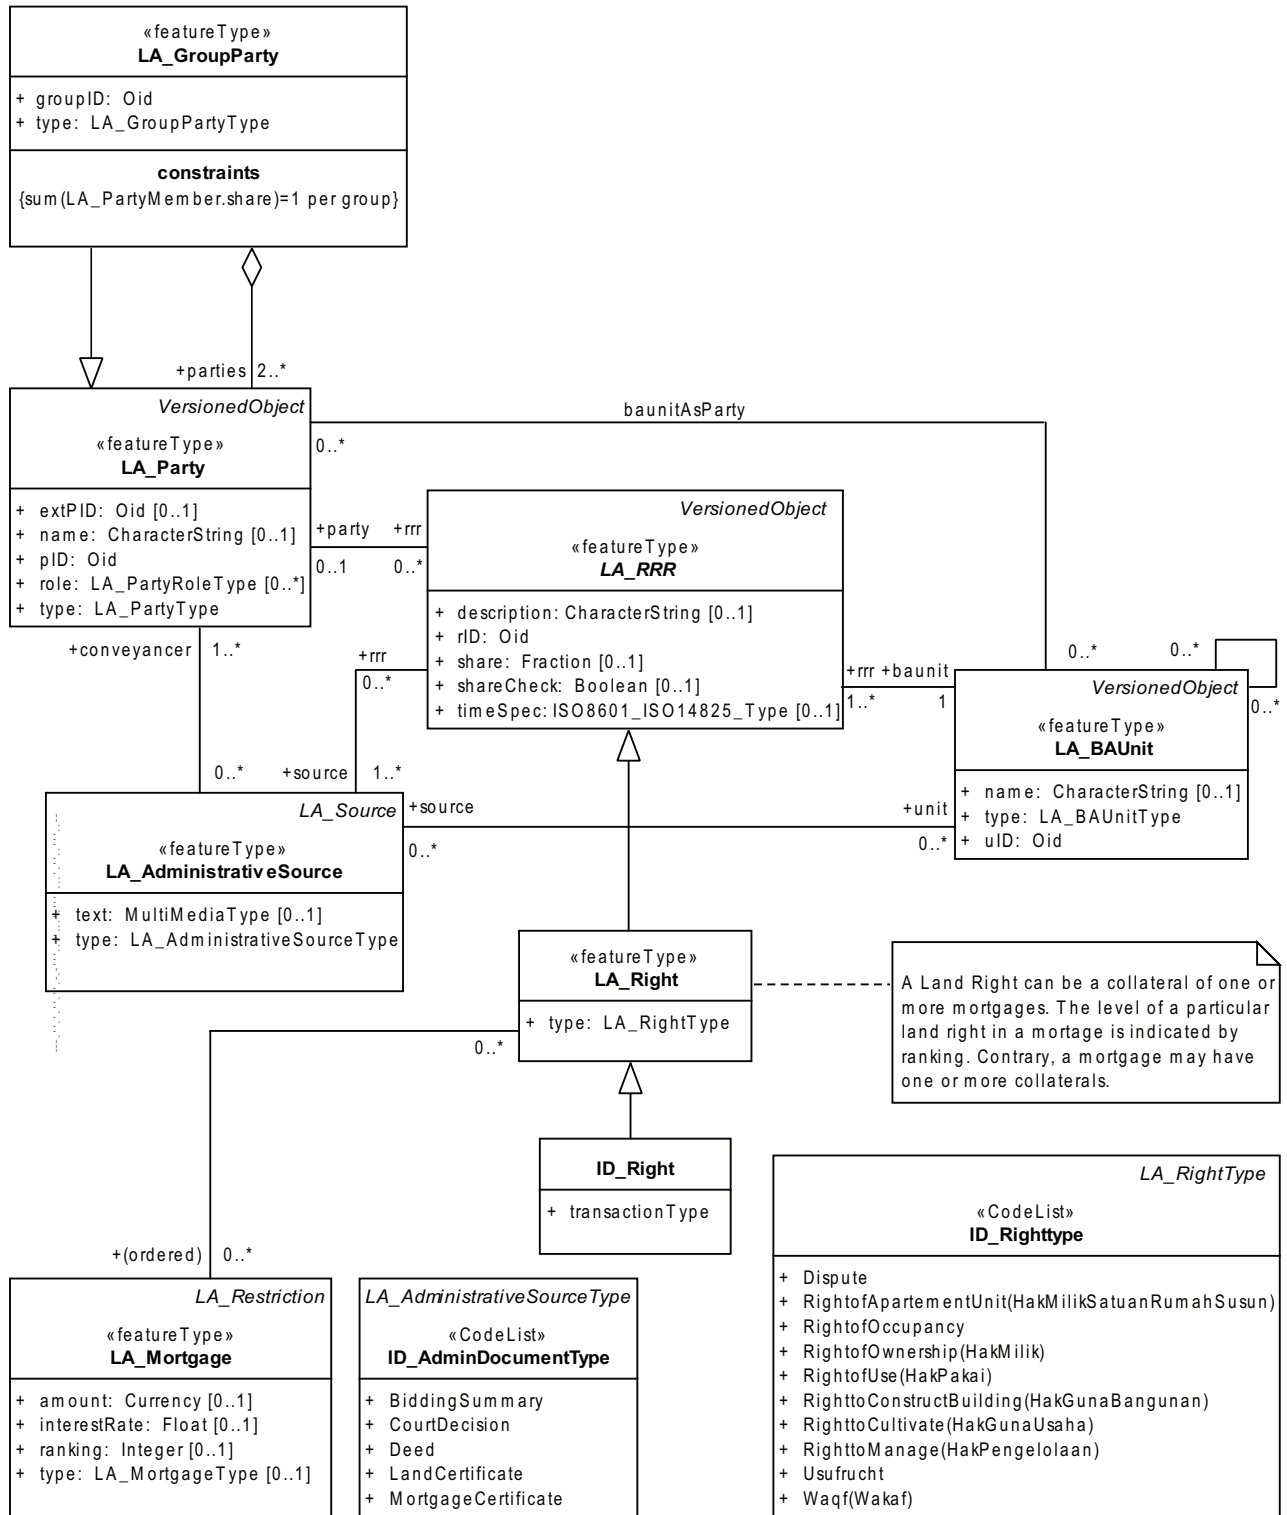 «featureType»
LA_GroupParty
+ groupID: Oid
+ type: LA_GroupPartyType
constraints
{sum(LA_PartyMember.share)=1 per group}
+parties 2..*
VersionedObject
«featureType»
LA_Party
+ extPID: Oid [0..1]
+ name: CharacterString [0..1]
+ pID: Oid
+ role: LA_PartyRoleType [0..*]
+ type: LA_PartyType
baunitAsParty
0..*
0..*
+party +rrr
0..1 0..*
VersionedObject
«featureType»
LA_RRR
+ description: CharacterString [0..1]
+ rID: Oid
+ share: Fraction [0..1]
+ shareCheck: Boolean [0..1]
+ timeSpec: ISO8601_ISO14825_Type [0..1]
+conveyancer 1..*
0..*
+rrr
0..*
+source 1..*
+rrr +baunit
1..* 1
0..*
0..*
VersionedObject
«featureType»
LA_BAUnit
+ name: CharacterString [0..1]
+ type: LA_BAUnitType
+ uID: Oid
LA_Source
«featureType»
LA_AdministrativeSource
+ text: MultiMediaType [0..1]
+ type: LA_AdministrativeSourceType
+source
0..*
+unit
0..*
«featureType»
LA_Right
+ type: LA_RightType
A Land Right can be a collateral of one or
more mortgages. The level of a particular
land right in a mortage is indicated by
ranking. Contrary, a mortgage may have
one or more collaterals.
0..*
ID_Right
+ transactionType
+(ordered) 0..*
LA_Restriction
«featureType»
LA_Mortgage
+ amount: Currency [0..1]
+ interestRate: Float [0..1]
+ ranking: Integer [0..1]
+ type: LA_MortgageType [0..1]
LA_AdministrativeSourceType
«CodeList»
ID_AdminDocumentType
+ BiddingSummary
+ CourtDecision
+ Deed
+ LandCertificate
+ MortgageCertificate
LA_RightType
«CodeList»
ID_Righttype
+ Dispute
+ RightofApartementUnit(HakMilikSatuanRumahSusun)
+ RightofOccupancy
+ RightofOwnership(HakMilik)
+ RightofUse(HakPakai)
+ RighttoConstructBuilding(HakGunaBangunan)
+ RighttoCultivate(HakGunaUsaha)
+ RighttoManage(HakPengelolaan)
+ Usufrucht
+ Waqf(Wakaf)